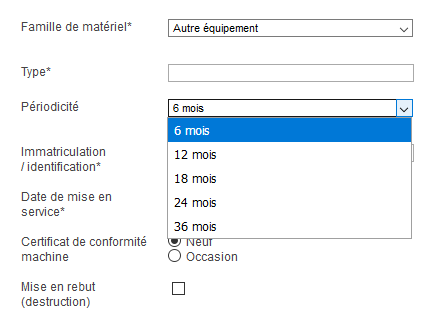 Famille de matériel*
Autre équipement
Type*
Périodicité
6 mois
6 mois
12 mois
18 mois
24 mois
36 mois
Immatriculation
/ identification*
Date de mise en
service*
Certificat de conformité
machine
Neuf
Occasion
Mise en rebut
(destruction)